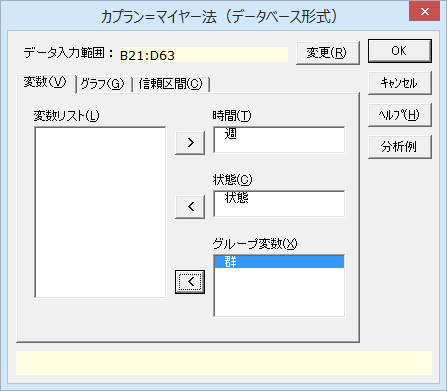 カプラン＝マイヤー法（データベース形式）
データ入力範囲： B21:D63
変更(R)
OK
キャンセル
ヘルプ(H)
分析例
変数(V) グラフ(G) 信頼区間(C)
変数リスト(L)
時間(T)
週
状態(C)
状態
グループ変数(X)
群